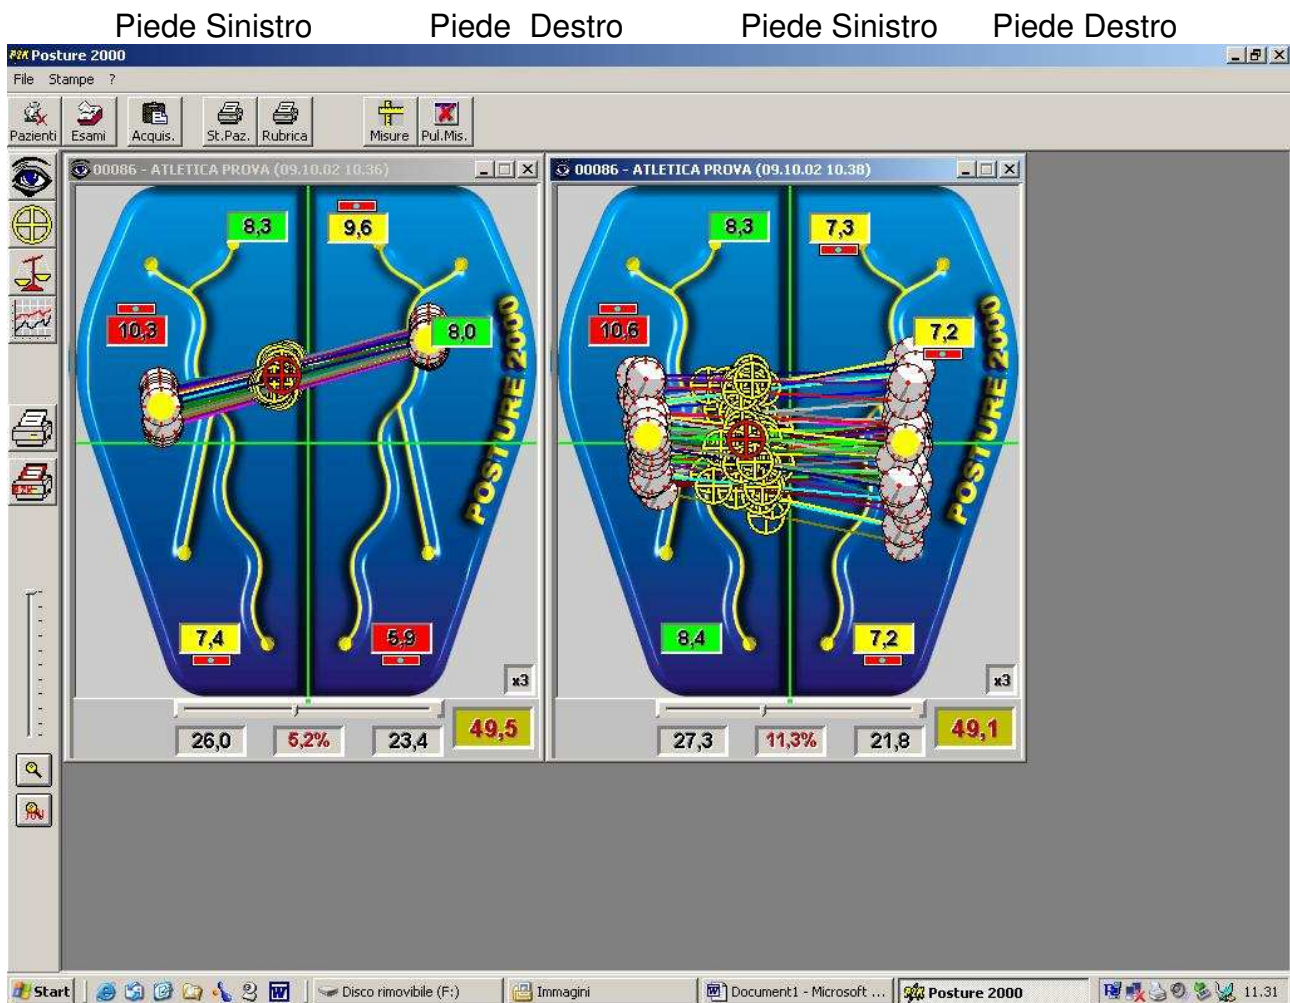 Piede Sinistro Piede Destro Piede Sinistro Piede Destro
Posture 2000
File Stampe ?
Pazienti Esami Acquis. St.Paz. Rubrica Misure Pul.Mis.
00086 - ATLETICA PROVA (09.10.02 10.36)
8,3 9,6
10,3 8,0
POSTURE 2000
7,4 5,9
x3
26,0 5,2% 23,4 49,5
00086 - ATLETICA PROVA (09.10.02 10.38)
8,3 7,3
10,6 7,2
POSTURE 2000
8,4 7,2
x3
27,3 11,3% 21,8 49,1
Start Disco rimovibile (F:) Immagini Document1 - Microsoft ... Posture 2000 11.31